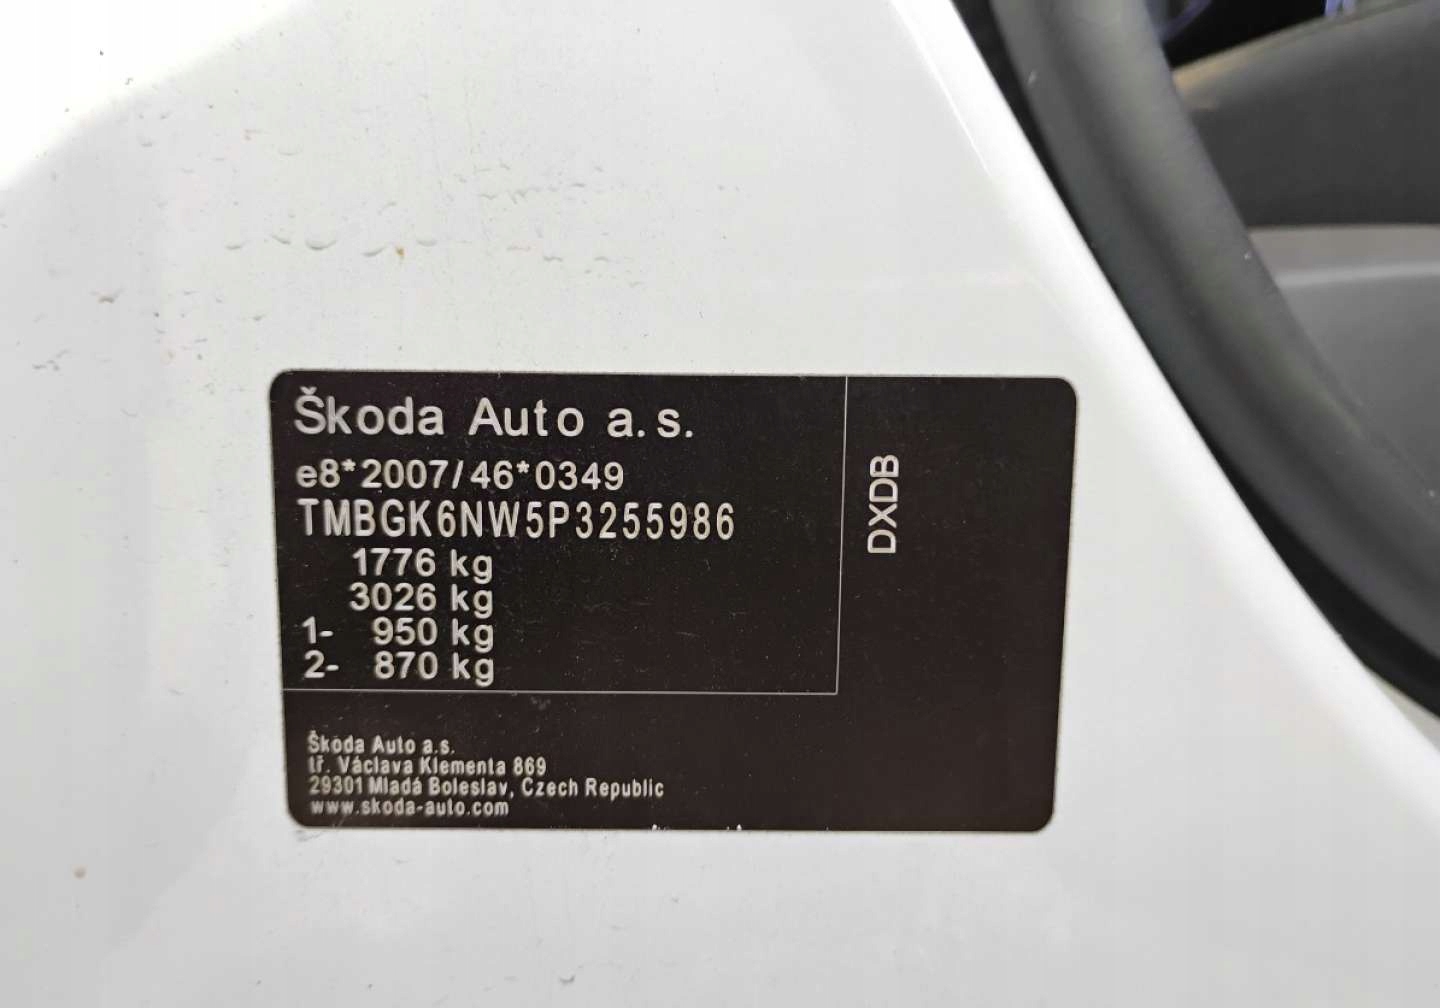 Škoda Auto a.s.
e8*2007/46*0349
TMBGK6NW5P3255986
1776 kg
3026 kg
1- 950 kg
2- 870 kg
DXDB
Škoda Auto a.s.
tř. Václava Klementa 869
29301 Mladá Boleslav, Czech Republic
www.skoda-auto.com